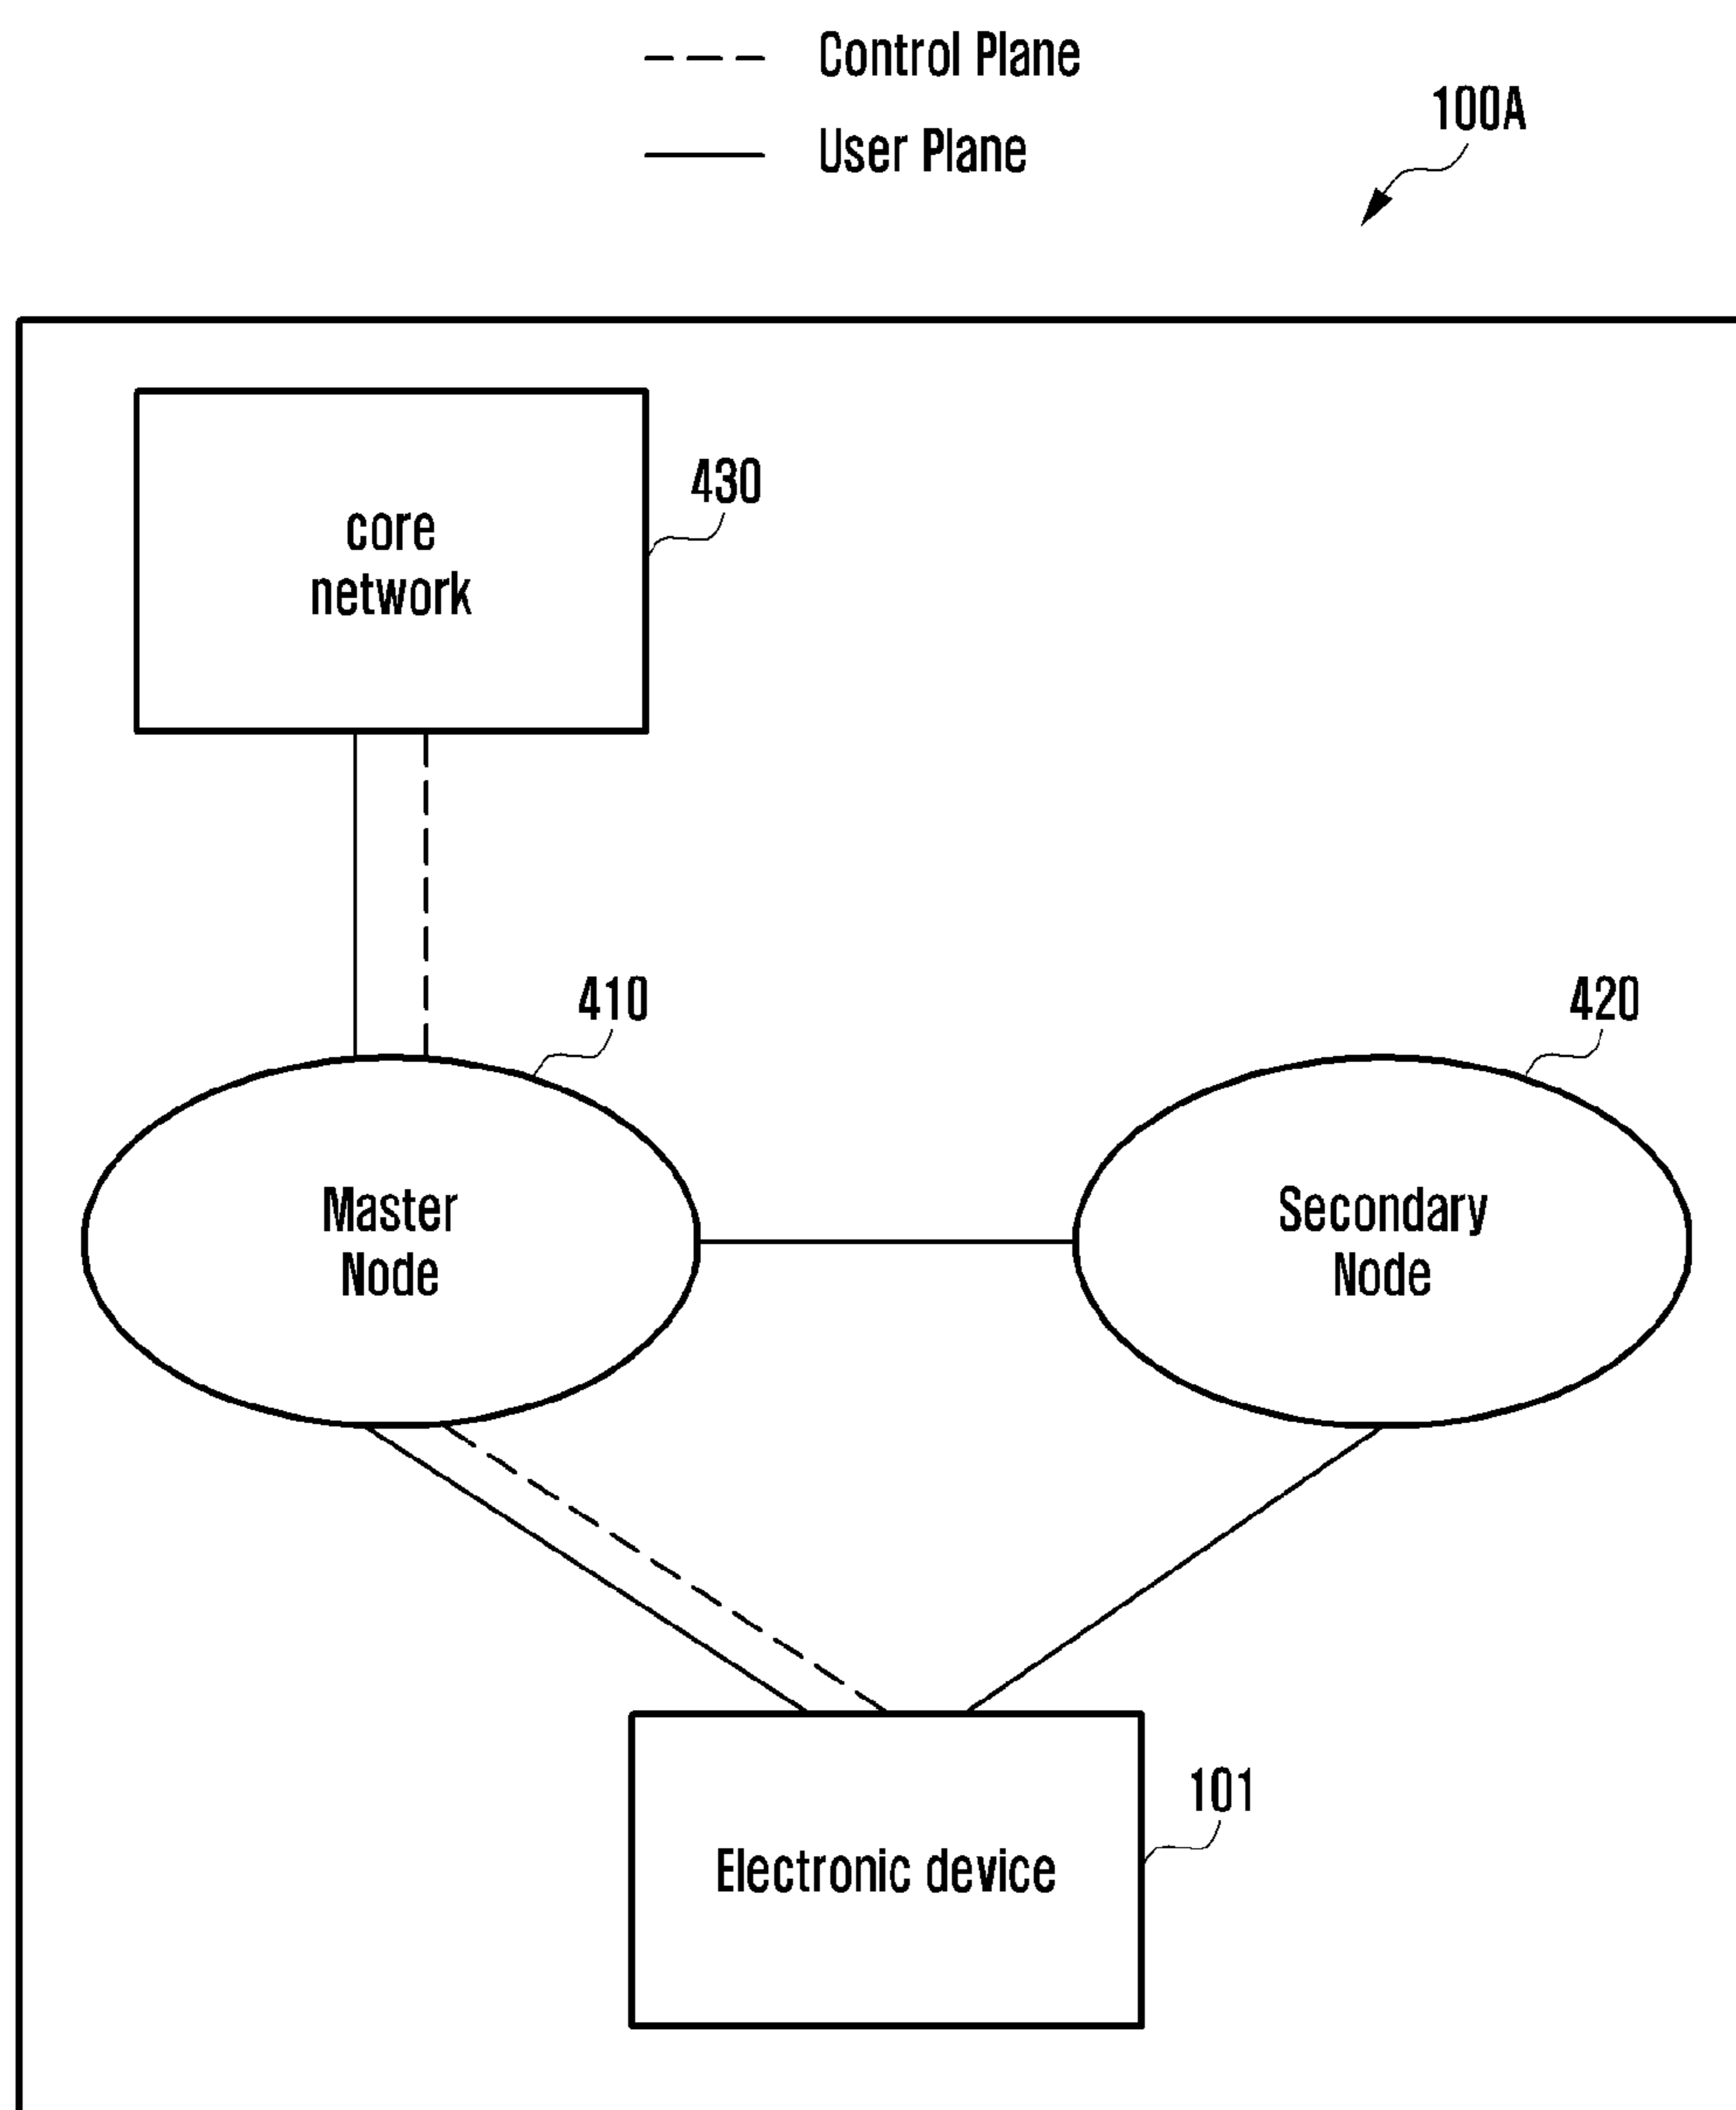 Control Plane
User Plane
100A
core
network
430
410
420
Master
Node
Secondary
Node
101
Electronic device